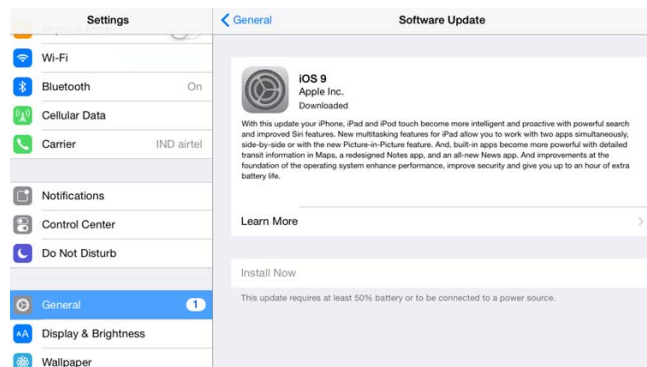 Settings
Wi-Fi
Bluetooth On
Cellular Data
Carrier IND airtel
Notifications
Control Center
Do Not Disturb
General 1
AA Display & Brightness
Wallpaper
General
Software Update
iOS 9
Apple Inc.
Downloaded
With this update your iPhone, iPad and iPod touch become more intelligent and proactive with powerful search
and improved Siri features. New multitasking features for iPad allow you to work with two apps simultaneously,
side-by-side or with the new Picture-in-Picture feature. And, built-in apps become more powerful with detailed
transit information in Maps, a redesigned Notes app, and an all-new News app. And improvements at the
foundation of the operating system enhance performance, improve security and give you up to an hour of extra
battery life.
Learn More
Install Now
This update requires at least 50% battery or to be connected to a power source.